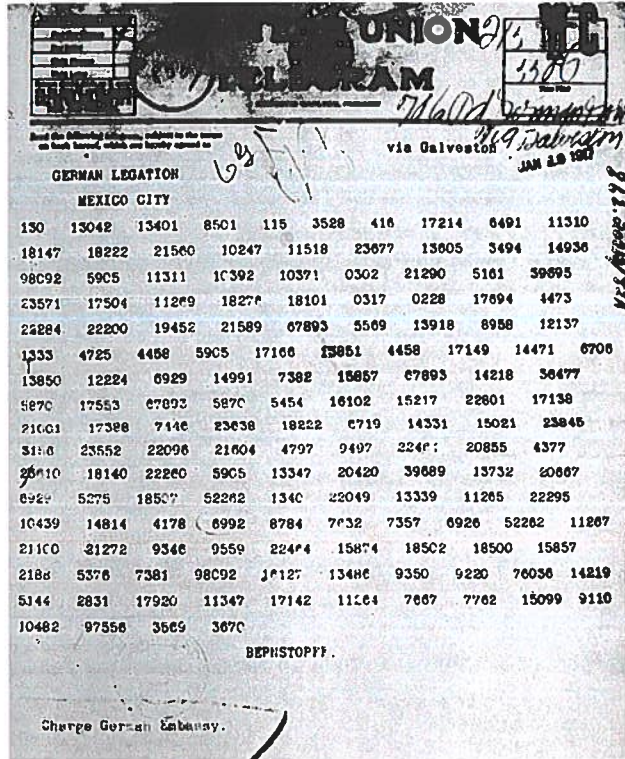 UNION
TELEGRAM
via Galveston
JAN 19 1917
GERMAN LEGATION
MEXICO CITY
130 13042 13401 8501 115 3528 416 17214 6491 11310
18147 18222 21560 10247 11518 23677 13605 3494 14936
98092 5905 11311 10392 10371 0302 21290 5161 39695
23571 17504 11269 18276 18101 0317 0228 17694 4473
22284 22200 19452 21589 67893 5569 13918 8958 12137
1333 4725 4458 5905 17166 13851 4458 17149 14471 6706
13850 12224 6929 14991 7382 15857 67893 14218 36477
5870 17553 67893 5870 5454 16102 15217 22801 17138
21001 17388 7446 23638 18222 6719 14331 15021 23845
3156 23552 22096 21604 4797 9497 22464 20855 4377
23610 18140 22260 5905 13347 20420 39689 13732 20667
6929 5275 18507 52262 1340 22049 13339 11265 22295
10439 14814 4178 6992 8784 7632 7357 6926 52262 11267
21100 21272 9346 9559 22464 15874 18502 18500 15857
2188 5376 7381 98092 16127 13486 9350 9220 76036 14219
5144 2831 17920 11347 17142 11264 7667 7762 15099 9110
10482 97556 3569 3670
BEPNSTOPFF.
Charge German Embassy.